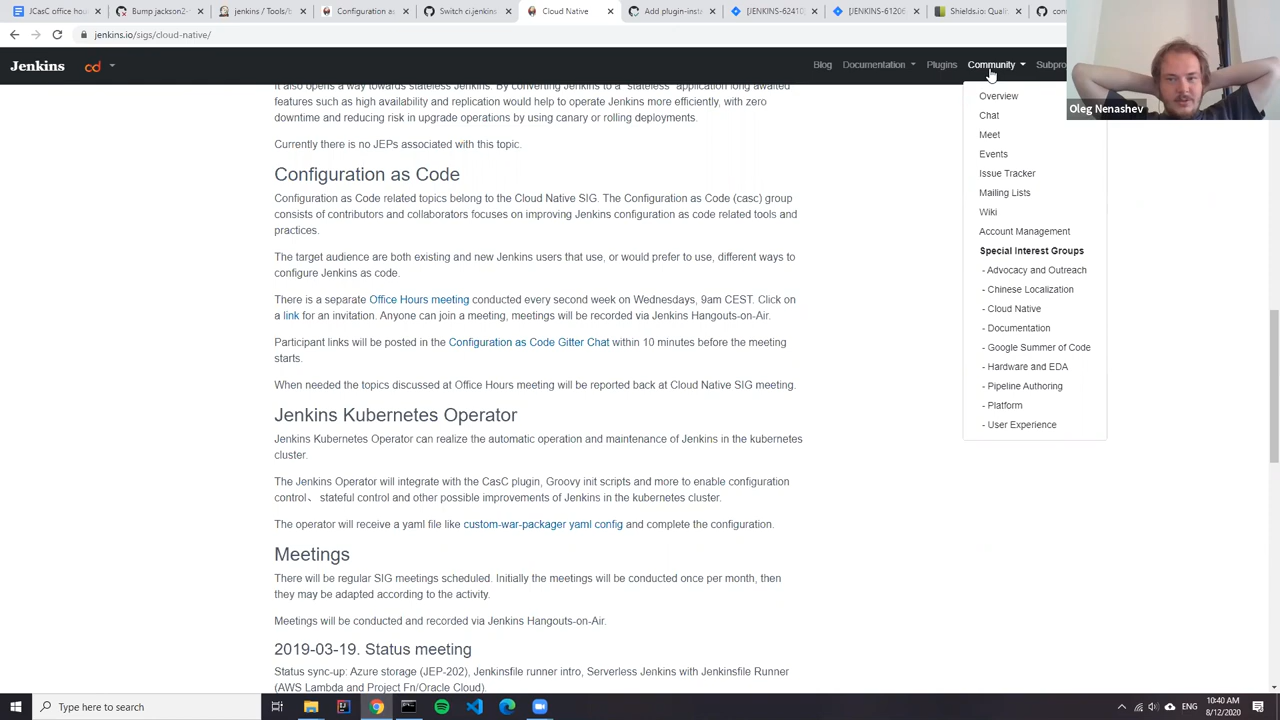 JCasC office hou
Bump jackson2-
jenkins / Tools/b
Configuration as
Switch ci.jenkins
Cloud Native
Add plugin-insta
[JENKINS-62410
[JENKINS-61206
Shields.io: Quali
con
jenkins.io/sigs/cloud-native/
Jenkins
cd
Blog
Documentation
Plugins
Community
Subpro
Oleg Nenashev
Overview
Chat
Meet
Events
Issue Tracker
Mailing Lists
Wiki
Account Management
Special Interest Groups
- Advocacy and Outreach
- Chinese Localization
- Cloud Native
- Documentation
- Google Summer of Code
- Hardware and EDA
- Pipeline Authoring
- Platform
- User Experience
It also opens a way towards stateless Jenkins. By converting Jenkins to a "stateless" application long awaited
features such as high availability and replication would help to operate Jenkins more efficiently, with zero
downtime and reducing risk in upgrade operations by using canary or rolling deployments.
Currently there is no JEPs associated with this topic.
Configuration as Code
Configuration as Code related topics belong to the Cloud Native SIG. The Configuration as Code (casc) group
consists of contributors and collaborators focuses on improving Jenkins configuration as code related tools and
practices.
The target audience are both existing and new Jenkins users that use, or would prefer to use, different ways to
configure Jenkins as code.
There is a separate Office Hours meeting conducted every second week on Wednesdays, 9am CEST. Click on
a link for an invitation. Anyone can join a meeting, meetings will be recorded via Jenkins Hangouts-on-Air.
Participant links will be posted in the Configuration as Code Gitter Chat within 10 minutes before the meeting
starts.
When needed the topics discussed at Office Hours meeting will be reported back at Cloud Native SIG meeting.
Jenkins Kubernetes Operator
Jenkins Kubernetes Operator can realize the automatic operation and maintenance of Jenkins in the kubernetes
cluster.
The Jenkins Operator will integrate with the CasC plugin, Groovy init scripts and more to enable configuration
control、 stateful control and other possible improvements of Jenkins in the kubernetes cluster.
The operator will receive a yaml file like custom-war-packager yaml config and complete the configuration.
Meetings
There will be regular SIG meetings scheduled. Initially the meetings will be conducted once per month, then
they may be adapted according to the activity.
Meetings will be conducted and recorded via Jenkins Hangouts-on-Air.
2019-03-19. Status meeting
Status sync-up: Azure storage (JEP-202), Jenkinsfile runner intro, Serverless Jenkins with Jenkinsfile Runner
(AWS Lambda and Project Fn/Oracle Cloud).
Type here to search
ENG
10:40 AM
8/12/2020